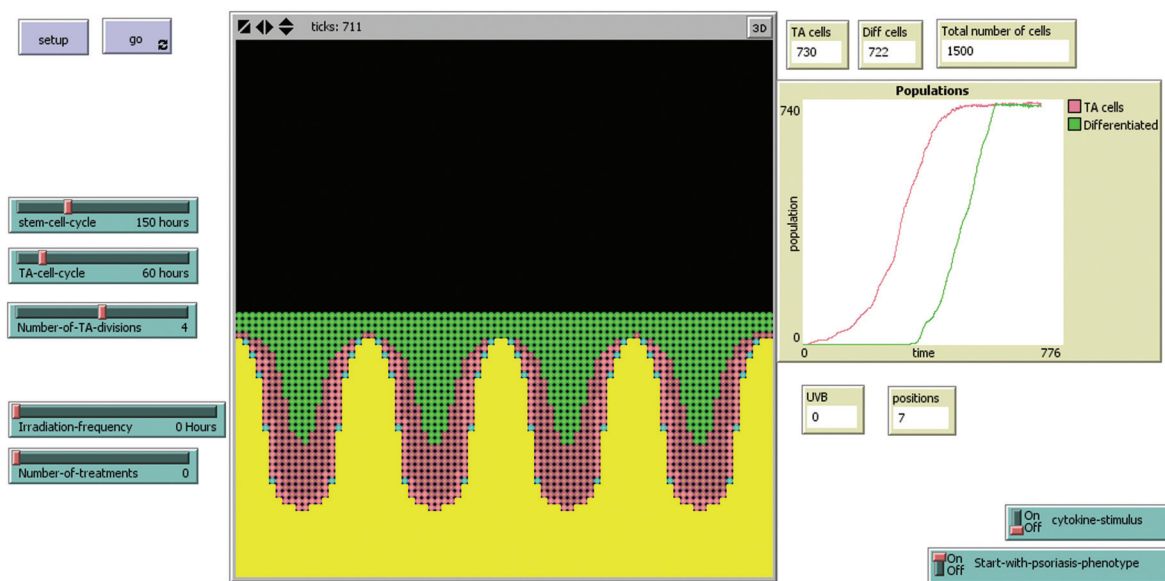 setup
go
ticks: 711
3D
TA cells
730
Diff cells
722
Total number of cells
1500
Populations
740
population
0
0
time
776
TA cells
Differentiated
stem-cell-cycle 150 hours
TA-cell-cycle 60 hours
Number-of-TA-divisions 4
Irradiation-frequency 0 Hours
Number-of-treatments 0
UVB
0
positions
7
On
Off
cytokine-stimulus
On
Off
Start-with-psoriasis-phenotype